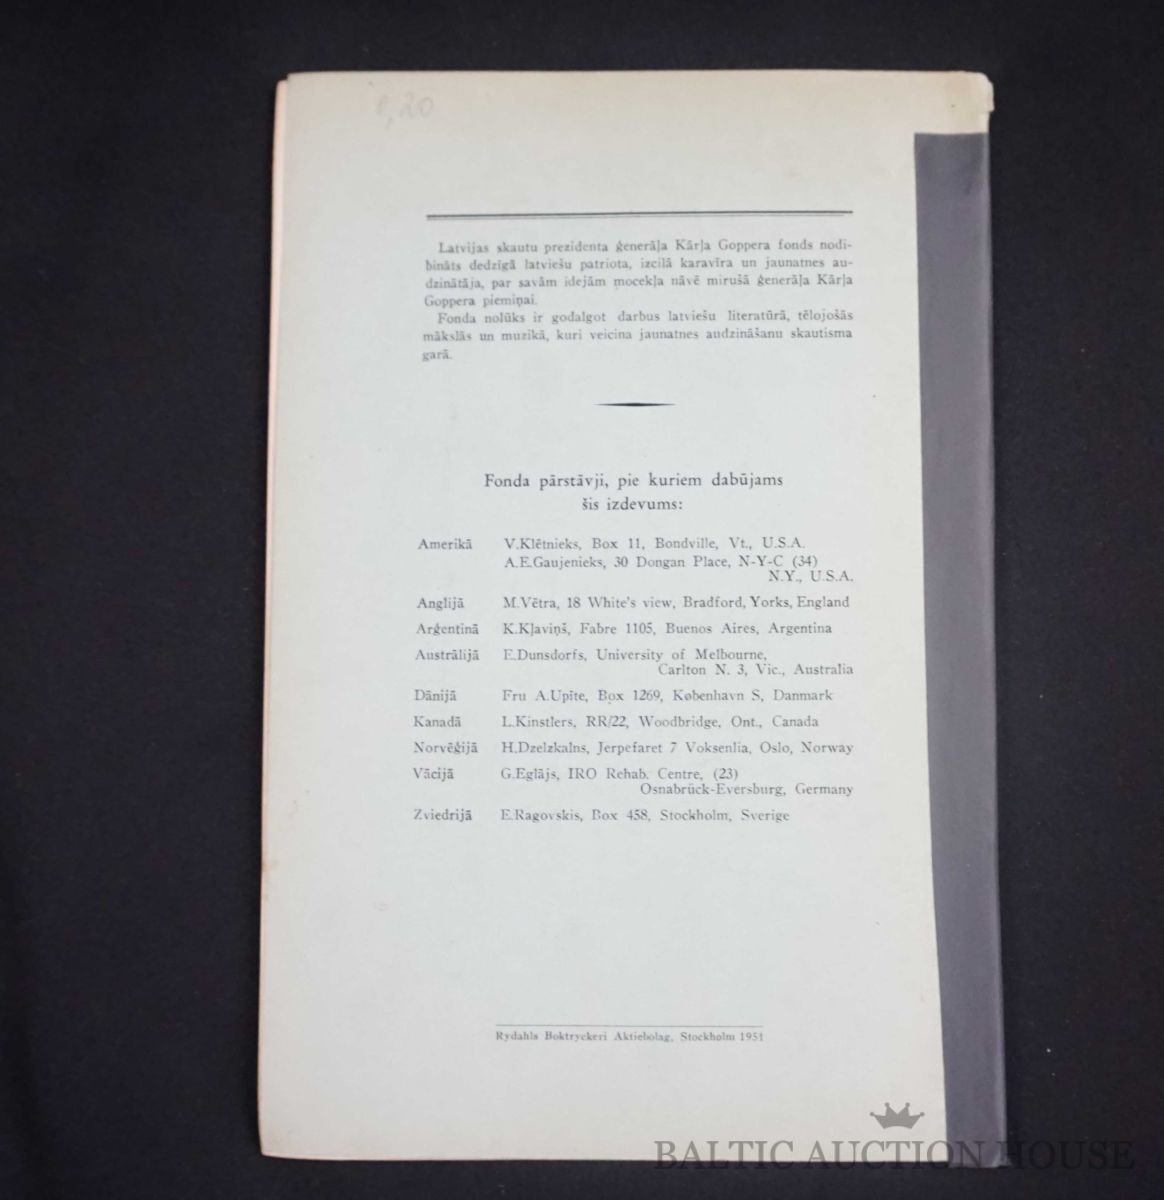 Latvijas skautu prezidenta ģenerāļa Kārļa Goppera fonds nodi-
bināts dedzīgā latviešu patriota, izcilā karavīra un jaunatnes au-
dzinātāja, par savām idejām mocekļa nāvē mirušā ģenerāļa Kārļa
Goppera piemiņai.
Fonda nolūks ir godalgot darbus latviešu literatūrā, tēlojošās
mākslās un muzikā, kuri veicina jaunatnes audzināšanu skautisma
garā.
Fonda pārstāvji, pie kuriem dabūjams
šis izdevums:
Amerikā V.Klētnieks, Box 11, Bondville, Vt., U.S.A.
A.E.Gaujenieks, 30 Dongan Place, N-Y-C (34)
N.Y., U.S.A.
Anglijā M.Vētra, 18 White's view, Bradford, Yorks, England
Arģentinā K.Kļaviņš, Fabre 1105, Buenos Aires, Argentina
Austrālijā E.Dunsdorfs, University of Melbourne,
Carlton N. 3, Vic., Australia
Dānijā Fru A.Upīte, Box 1269, København S, Danmark
Kanadā L.Kinstlers, RR/22, Woodbridge, Ont., Canada
Norvēģijā H.Dzelzkalns, Jerpefaret 7 Voksenlia, Oslo, Norway
Vācijā G.Eglājs, IRO Rehab. Centre, (23)
Osnabrück-Eversburg, Germany
Zviedrijā E.Ragovskis, Box 458, Stockholm, Sverige
Rydahls Boktryckeri Aktiebolag, Stockholm 1951
BALTIC AUCTION HOUSE